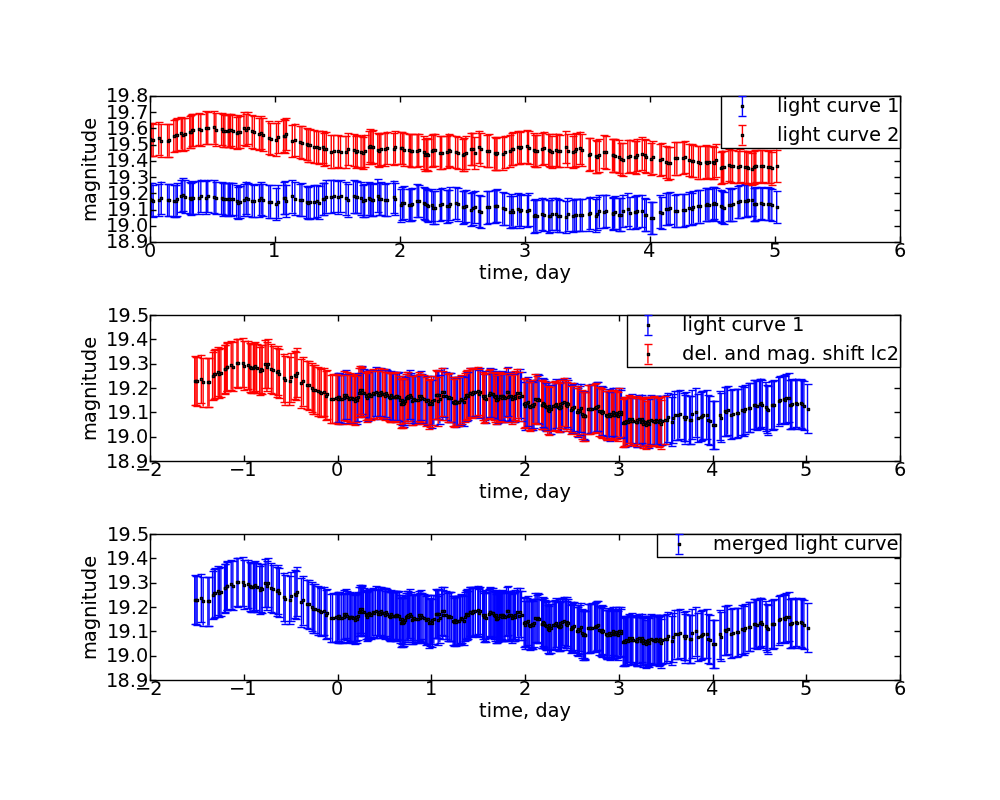 19.8
19.7
19.6
19.5
19.4
19.3
19.2
19.1
19.0
18.9
magnitude
light curve 1
light curve 2
0 1 2 3 4 5 6
time, day
19.5
19.4
19.3
19.2
19.1
19.0
18.9
magnitude
light curve 1
del. and mag. shift lc2
−2 −1 0 1 2 3 4 5 6
time, day
19.5
19.4
19.3
19.2
19.1
19.0
18.9
magnitude
merged light curve
−2 −1 0 1 2 3 4 5 6
time, day